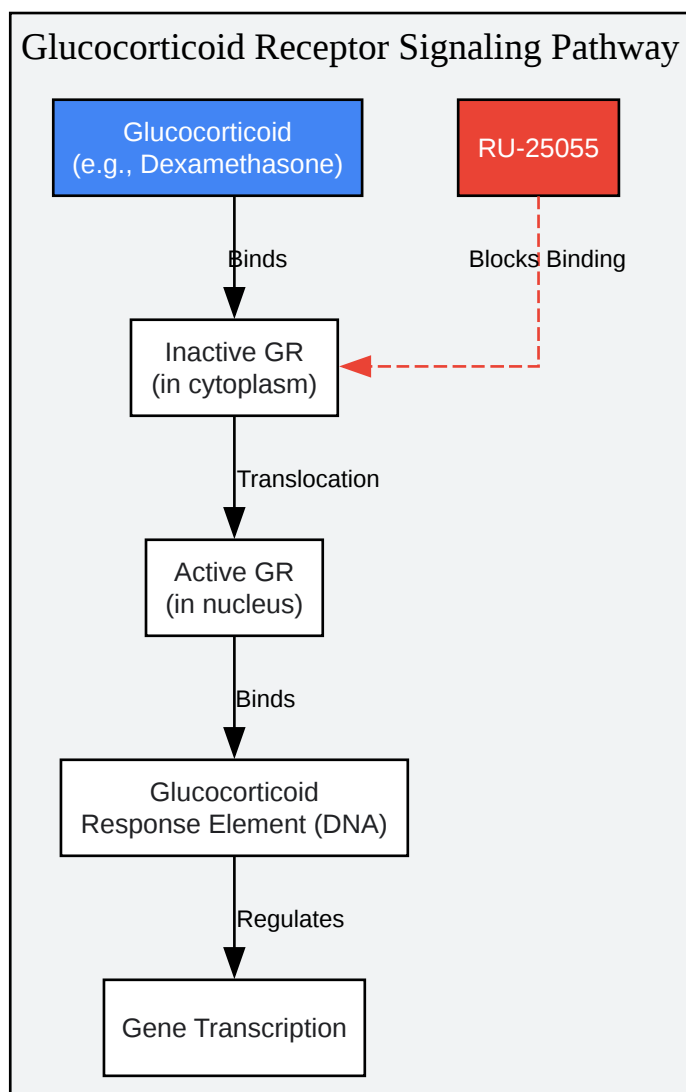 Glucocorticoid Receptor Signaling Pathway
Glucocorticoid
(e.g., Dexamethasone)
RU-25055
Binds
Blocks Binding
Inactive GR
(in cytoplasm)
Translocation
Active GR
(in nucleus)
Binds
Glucocorticoid
Response Element (DNA)
Regulates
Gene Transcription